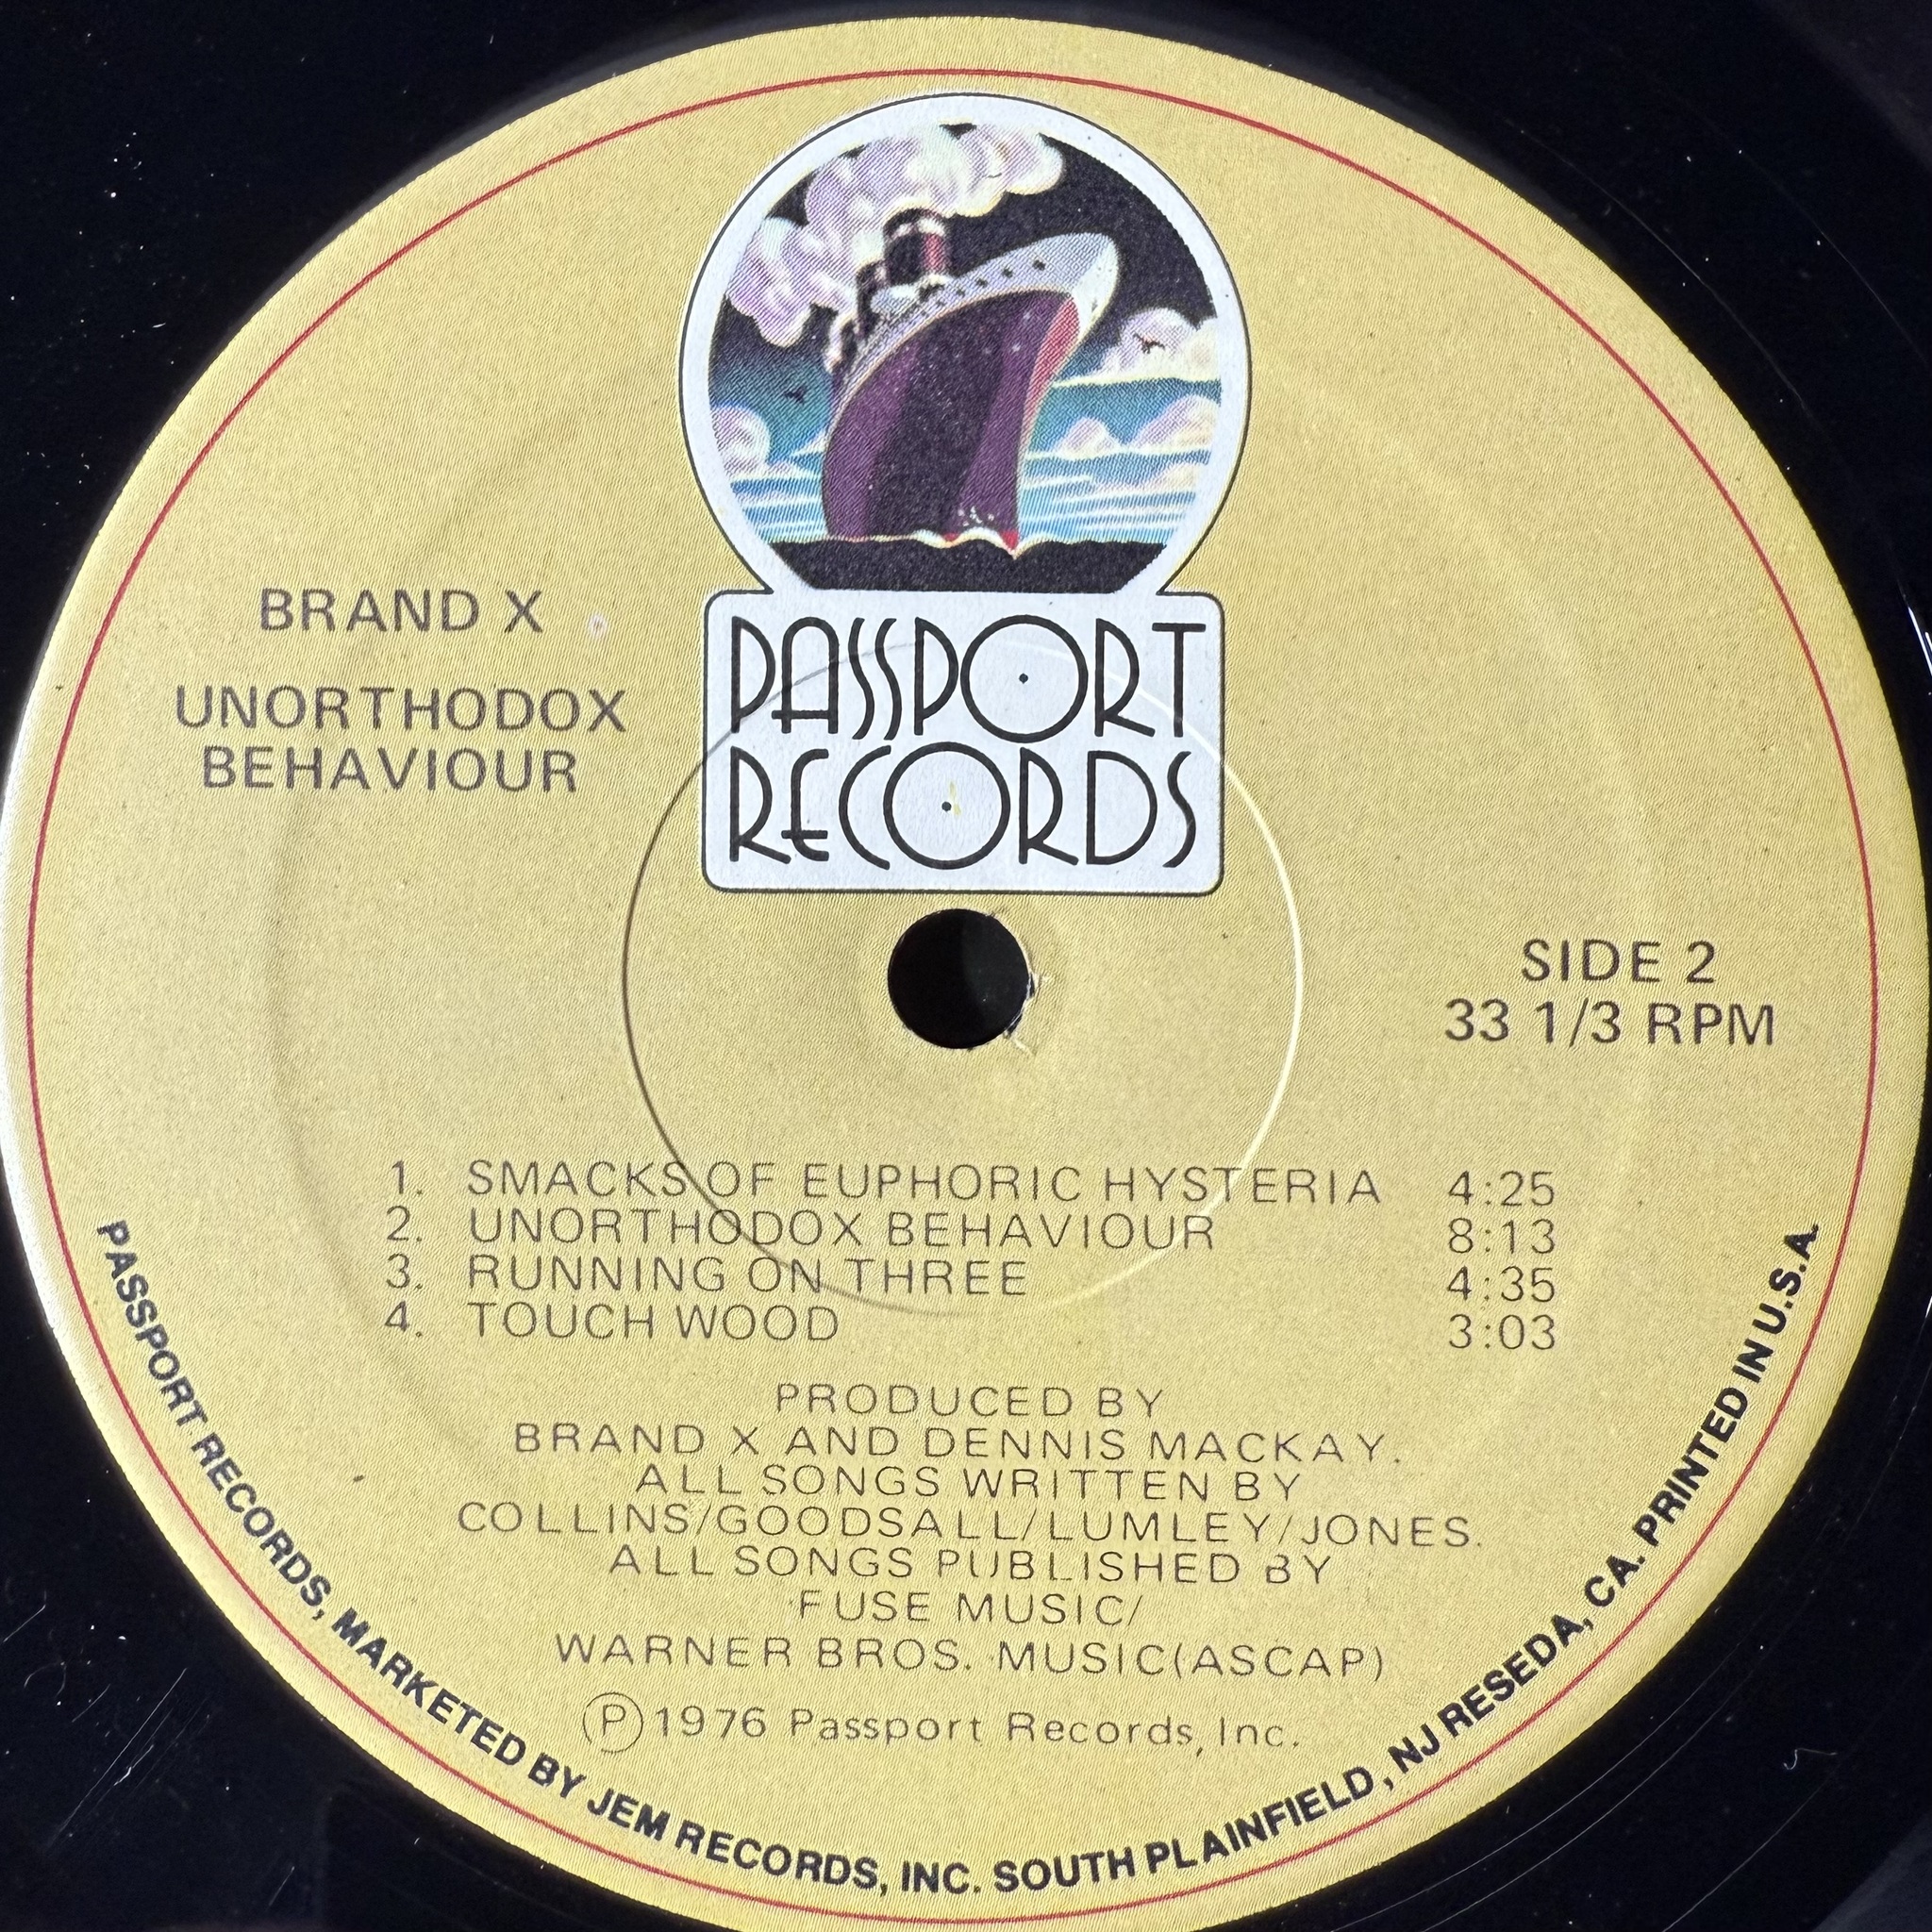 PASSPORT
RECORDS
BRAND X
UNORTHODOX
BEHAVIOUR
SIDE 2
33 1/3 RPM
1. SMACKS OF EUPHORIC HYSTERIA 4:25
2. UNORTHODOX BEHAVIOUR 8:13
3. RUNNING ON THREE 4:35
4. TOUCH WOOD 3:03
PRODUCED BY
BRAND X AND DENNIS MACKAY.
ALL SONGS WRITTEN BY
COLLINS/GOODSALL/LUMLEY/JONES.
ALL SONGS PUBLISHED BY
FUSE MUSIC/
WARNER BROS. MUSIC(ASCAP)
Ⓟ1976 Passport Records, Inc.
PASSPORT RECORDS, MARKETED BY JEM RECORDS, INC. SOUTH PLAINFIELD, NJ RESEDA, CA. PRINTED IN U.S.A.